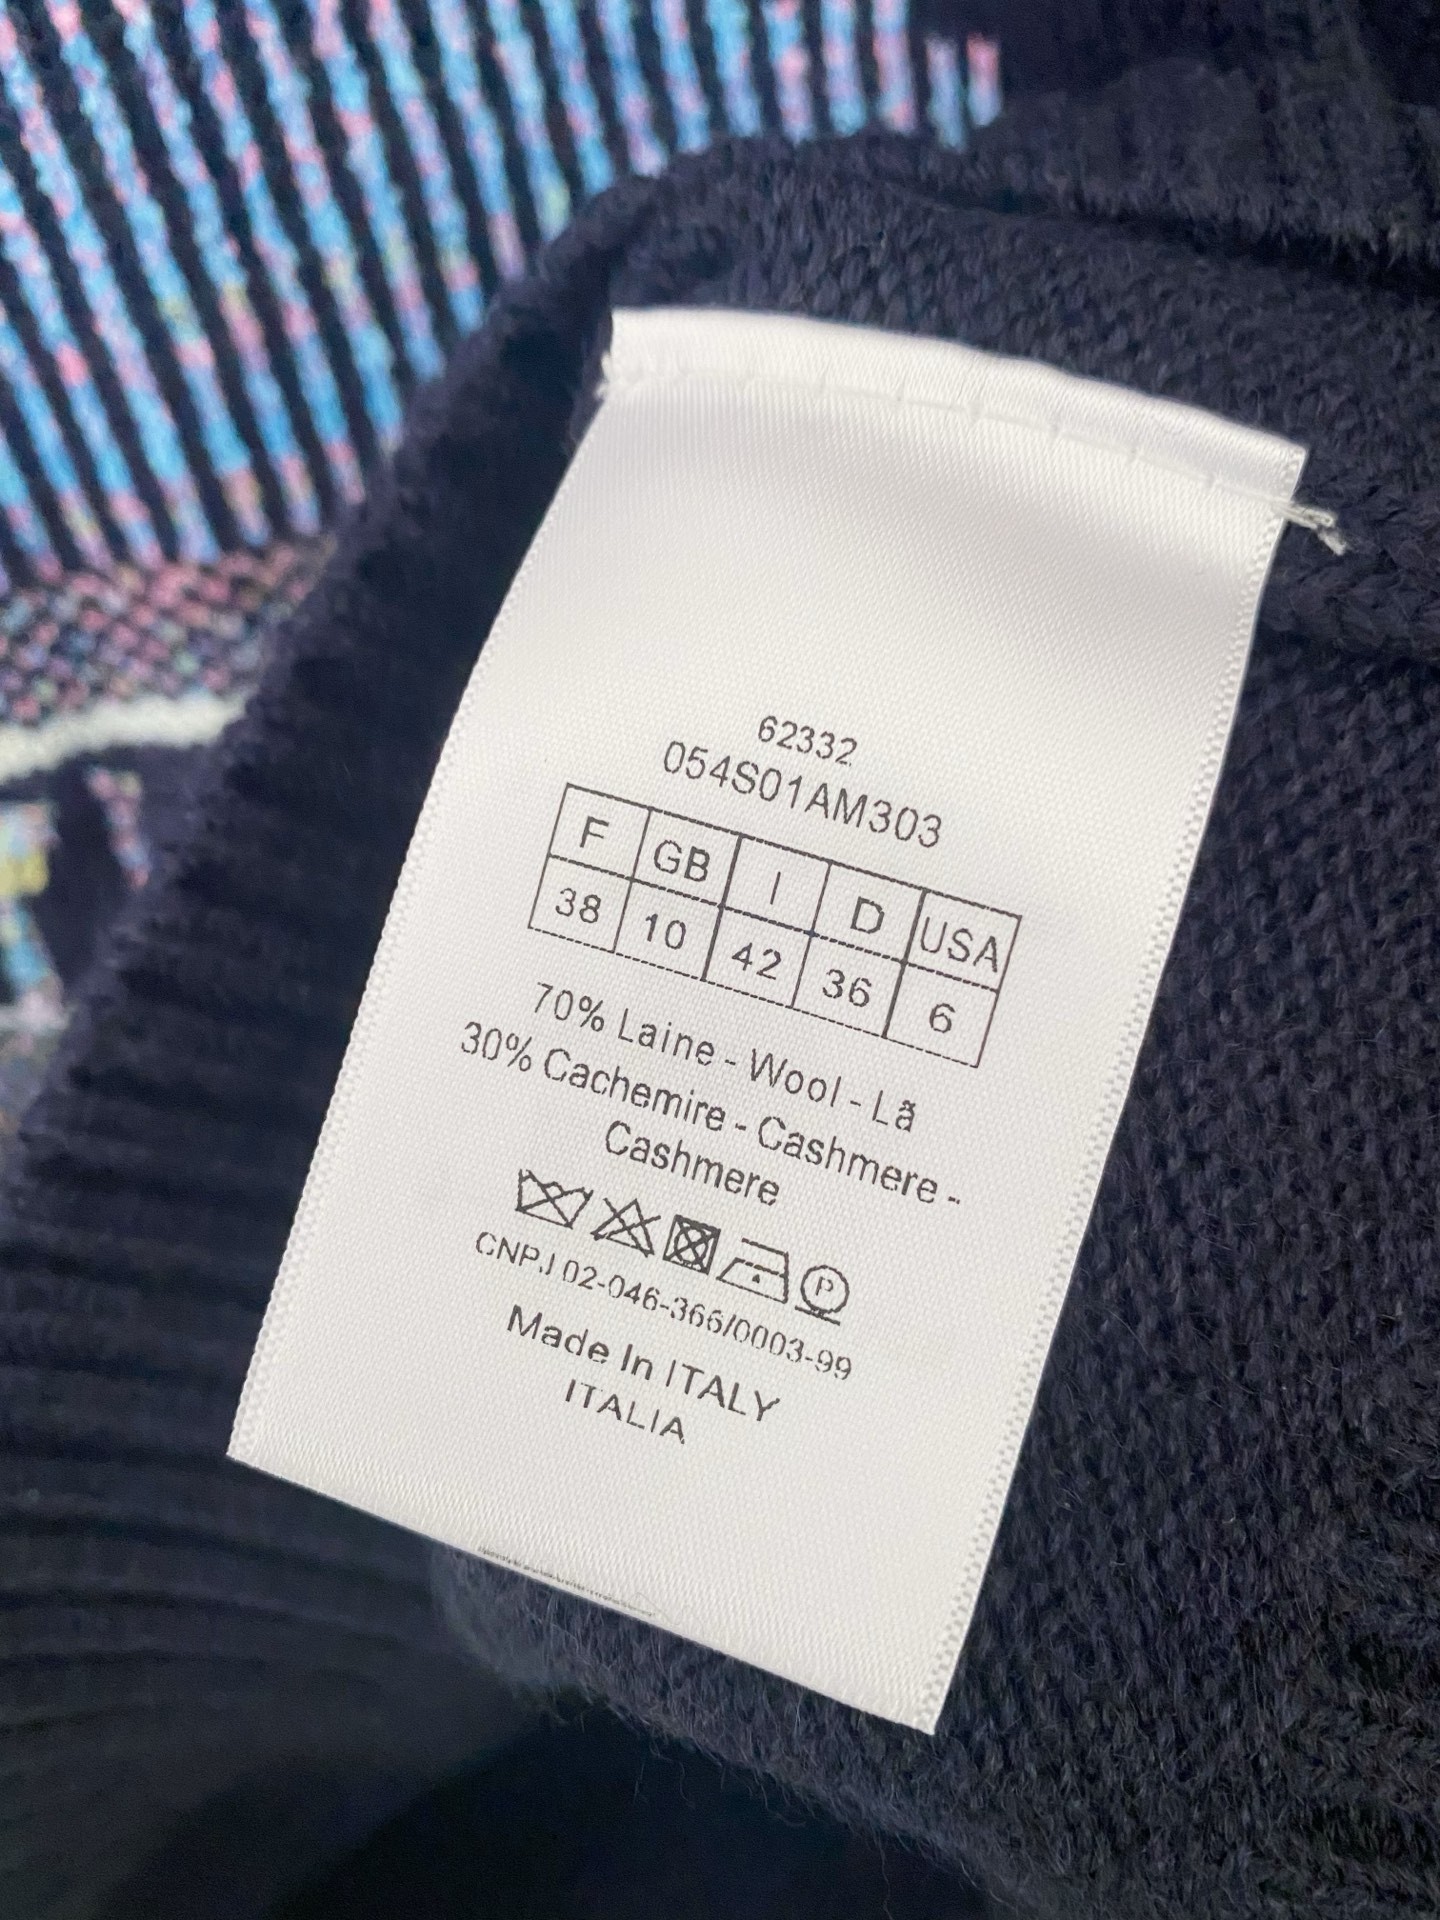 62332
054S01AM303
F GB I D USA
38 10 42 36 6
70% Laine - Wool - Lã
30% Cachemire - Cashmere -
Cashmere
P
CNPJ 02-046-366/0003-99
Made In ITALY
ITALIA